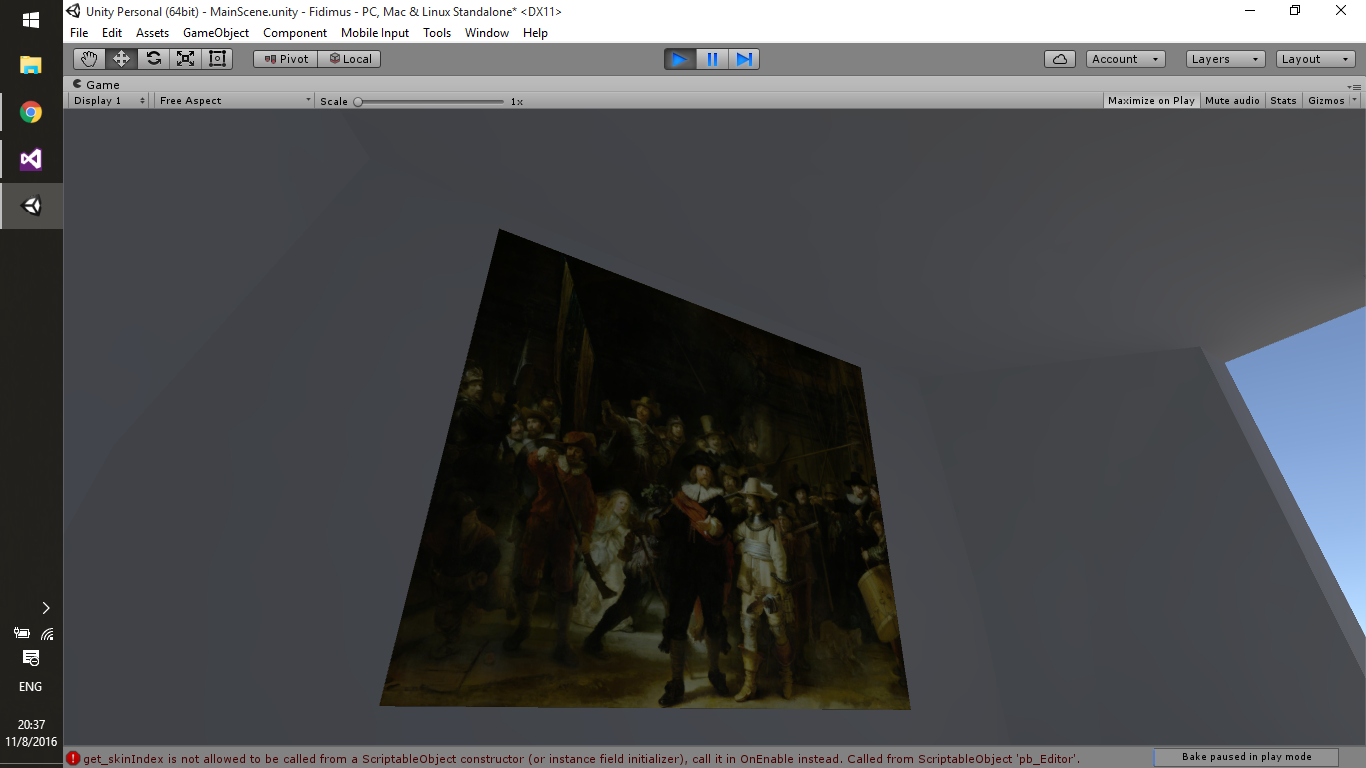 Unity Personal (64bit) - MainScene.unity - Fidimus - PC, Mac & Linux Standalone* <DX11>
File Edit Assets GameObject Component Mobile Input Tools Window Help
Pivot Local Account Layers Layout
Game
Display 1 Free Aspect Scale 1x Maximize on Play Mute audio Stats Gizmos
ENG
20:37
11/8/2016
get_skinIndex is not allowed to be called from a ScriptableObject constructor (or instance field initializer), call it in OnEnable instead. Called from ScriptableObject 'pb_Editor'.
Bake paused in play mode